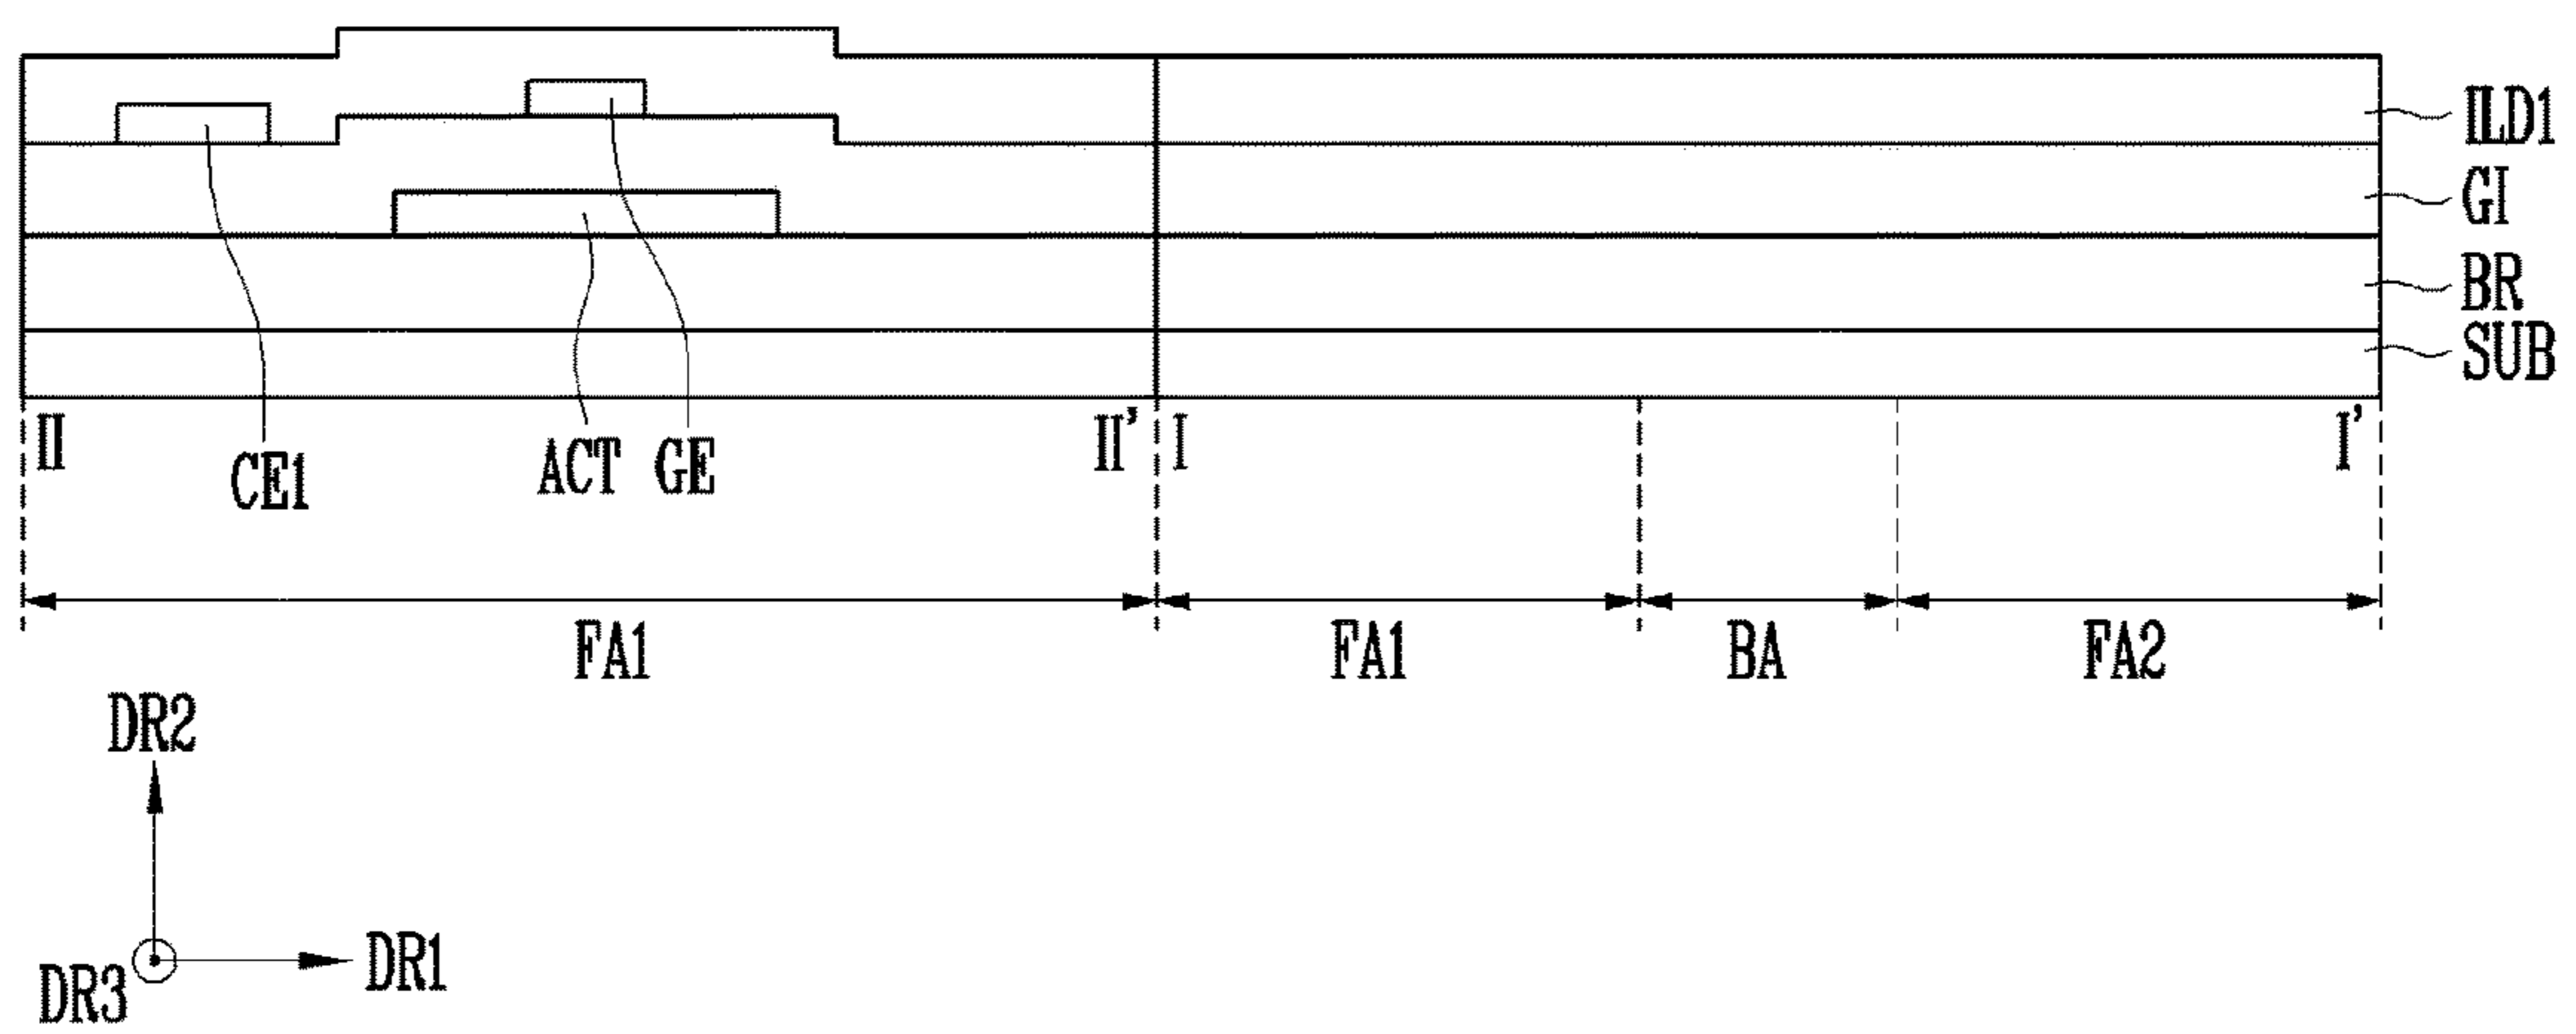 ILD1
GI
BR
SUB
II
II'
I
I'
CE1
ACT
GE
FA1
FA1
BA
FA2
DR2
DR3
DR1